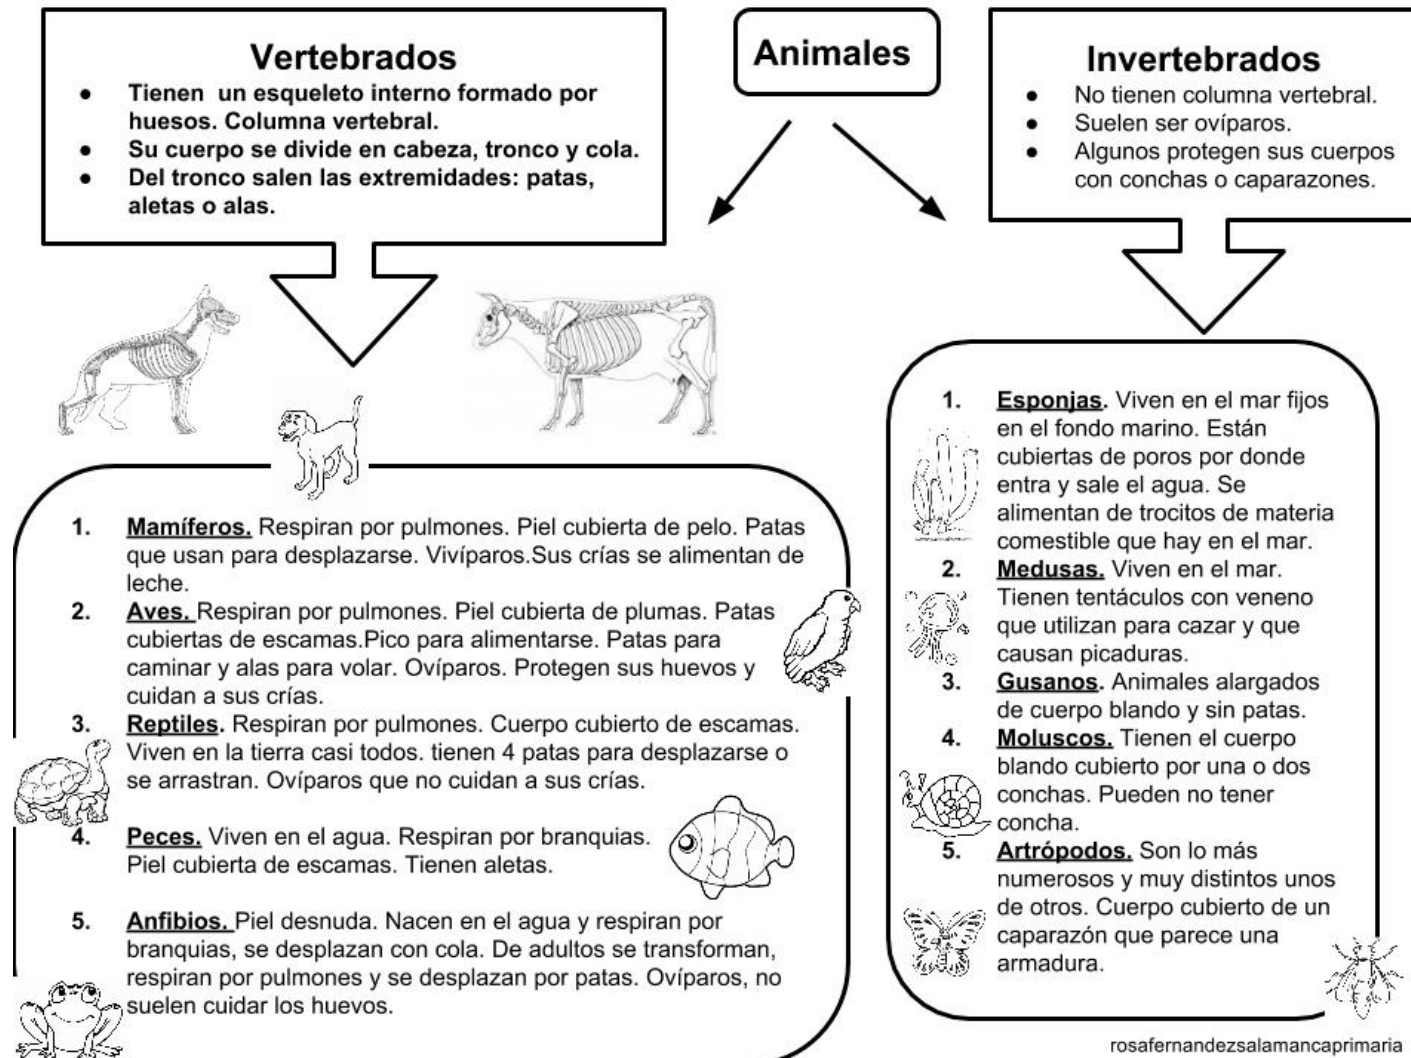 Animales
Vertebrados
● Tienen un esqueleto interno formado por
huesos. Columna vertebral.
● Su cuerpo se divide en cabeza, tronco y cola.
● Del tronco salen las extremidades: patas,
aletas o alas.
1. Mamíferos. Respiran por pulmones. Piel cubierta de pelo. Patas
que usan para desplazarse. Vivíparos.Sus crías se alimentan de
leche.
2. Aves. Respiran por pulmones. Piel cubierta de plumas. Patas
cubiertas de escamas.Pico para alimentarse. Patas para
caminar y alas para volar. Ovíparos. Protegen sus huevos y
cuidan a sus crías.
3. Reptiles. Respiran por pulmones. Cuerpo cubierto de escamas.
Viven en la tierra casi todos. tienen 4 patas para desplazarse o
se arrastran. Ovíparos que no cuidan a sus crías.
4. Peces. Viven en el agua. Respiran por branquias.
Piel cubierta de escamas. Tienen aletas.
5. Anfibios. Piel desnuda. Nacen en el agua y respiran por
branquias, se desplazan con cola. De adultos se transforman,
respiran por pulmones y se desplazan por patas. Ovíparos, no
suelen cuidar los huevos.
Invertebrados
● No tienen columna vertebral.
● Suelen ser ovíparos.
● Algunos protegen sus cuerpos
con conchas o caparazones.
1. Esponjas. Viven en el mar fijos
en el fondo marino. Están
cubiertas de poros por donde
entra y sale el agua. Se
alimentan de trocitos de materia
comestible que hay en el mar.
2. Medusas. Viven en el mar.
Tienen tentáculos con veneno
que utilizan para cazar y que
causan picaduras.
3. Gusanos. Animales alargados
de cuerpo blando y sin patas.
4. Moluscos. Tienen el cuerpo
blando cubierto por una o dos
conchas. Pueden no tener
concha.
5. Artrópodos. Son lo más
numerosos y muy distintos unos
de otros. Cuerpo cubierto de un
caparazón que parece una
armadura.
rosafernandezsalamancaprimaria